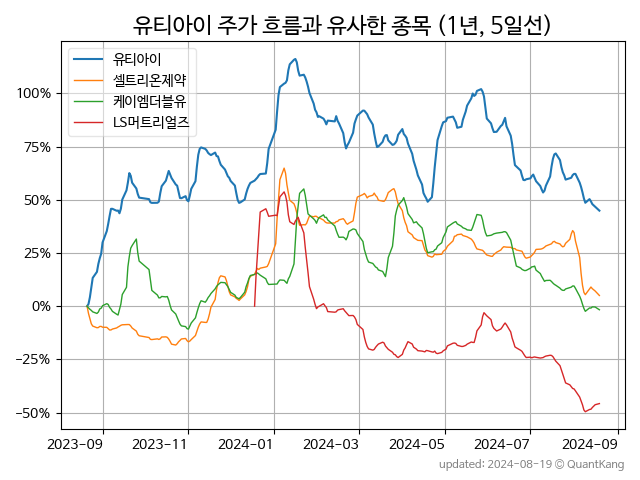 유티아이 주가 흐름과 유사한 종목 (1년, 5일선)
유티아이
셀트리온제약
케이엠더블유
LS머트리얼즈
100%
75%
50%
25%
0%
−25%
−50%
2023-09 2023-11 2024-01 2024-03 2024-05 2024-07 2024-09
updated: 2024-08-19 © QuantKang